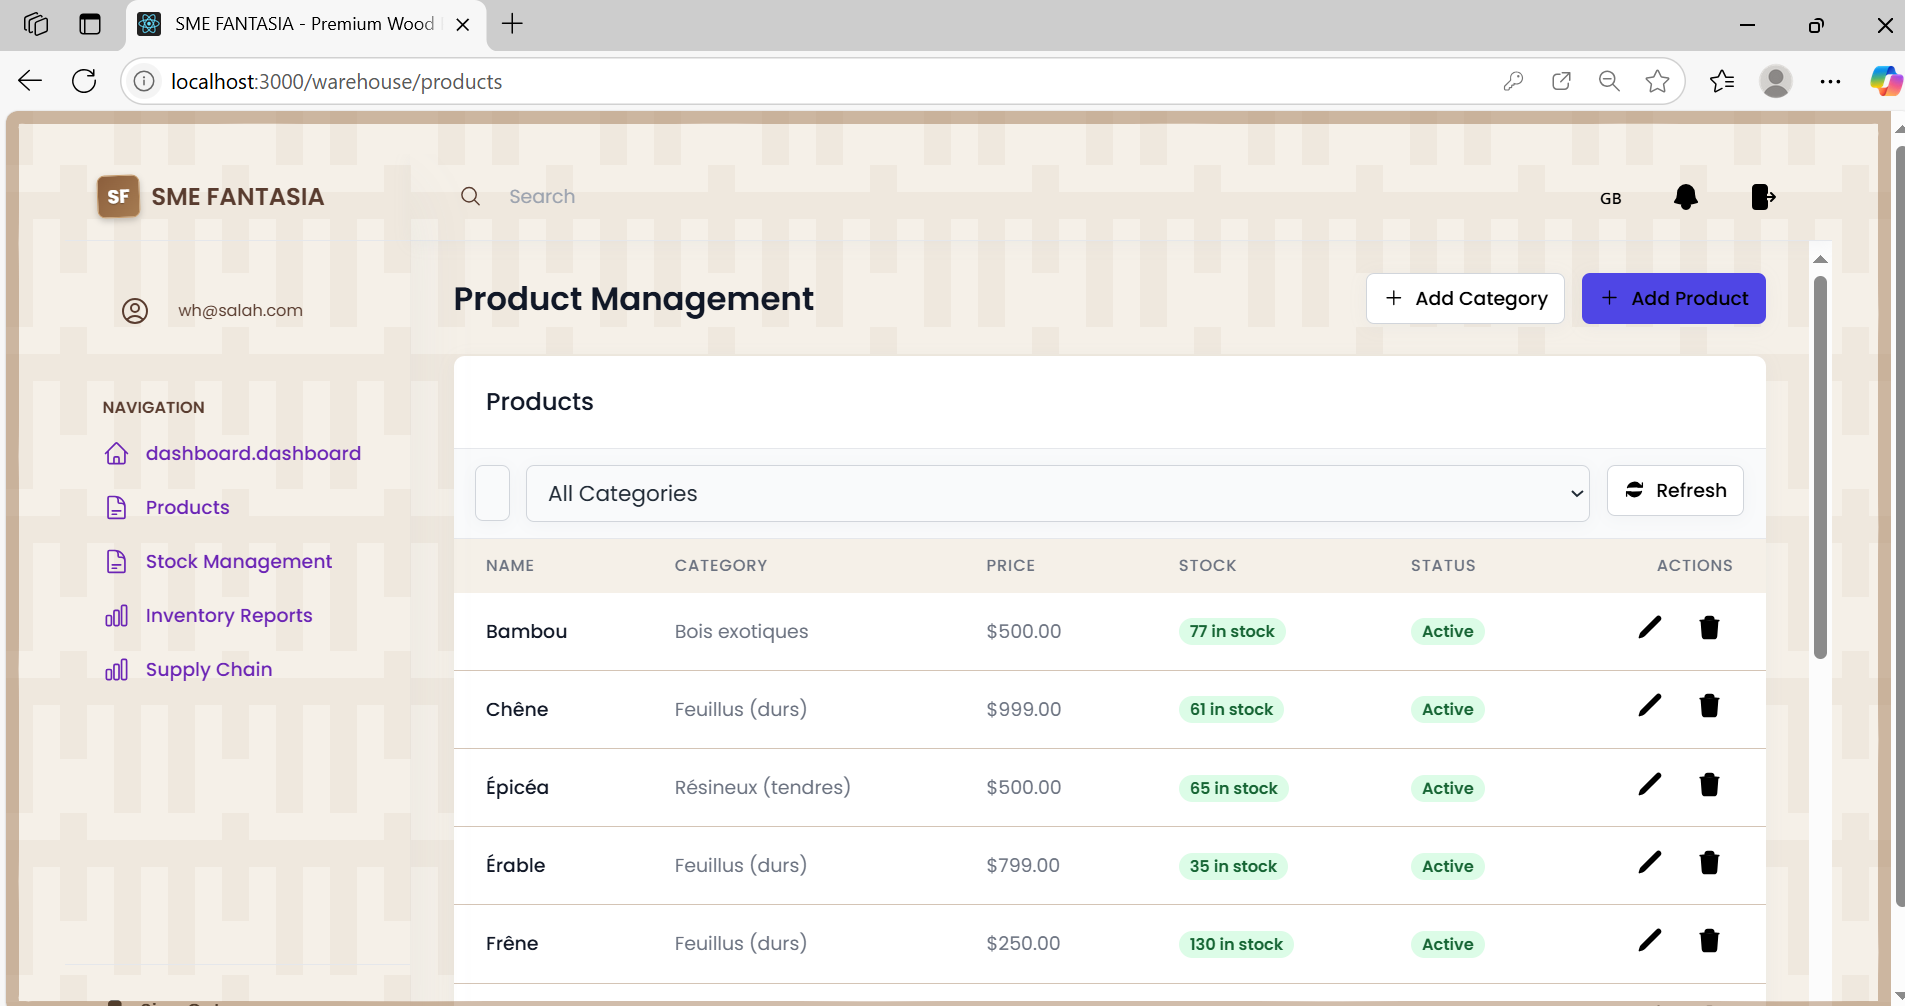 SME FANTASIA - Premium Wood
localhost:3000/warehouse/products
SF SME FANTASIA
Search
GB
wh@salah.com
Product Management
Add Category
Add Product
NAVIGATION
dashboard.dashboard
Products
Stock Management
Inventory Reports
Supply Chain
Products
All Categories
Refresh
NAME CATEGORY PRICE STOCK STATUS ACTIONS
Bambou Bois exotiques $500.00 77 in stock Active
Chêne Feuillus (durs) $999.00 61 in stock Active
Épicéa Résineux (tendres) $500.00 65 in stock Active
Érable Feuillus (durs) $799.00 35 in stock Active
Frêne Feuillus (durs) $250.00 130 in stock Active